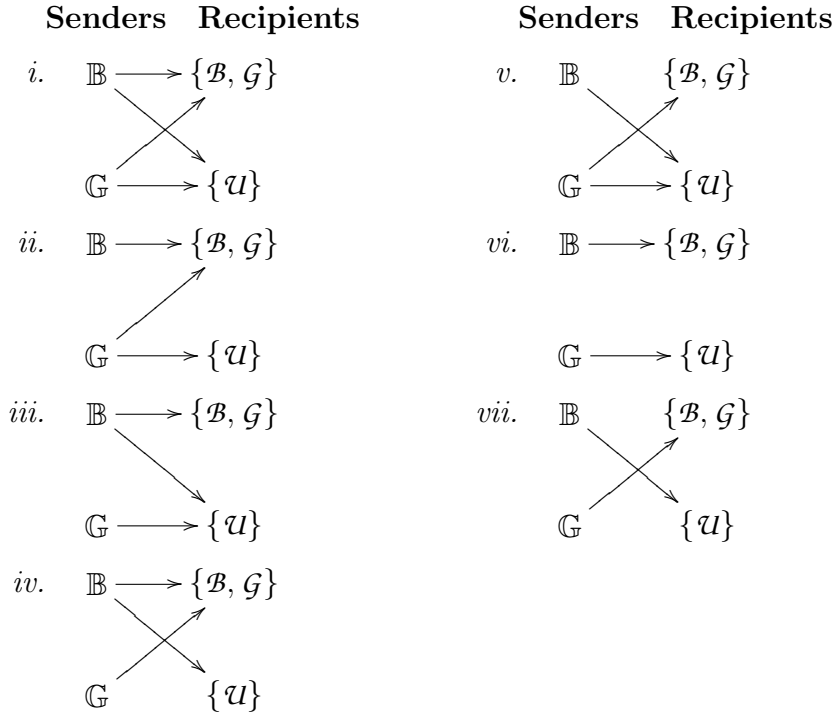 Senders Recipients
i. 𝔹 {ℬ, 𝒢}
𝔾 {𝒰}
ii. 𝔹 {ℬ, 𝒢}
𝔾 {𝒰}
iii. 𝔹 {ℬ, 𝒢}
𝔾 {𝒰}
iv. 𝔹 {ℬ, 𝒢}
𝔾 {𝒰}
Senders Recipients
v. 𝔹 {ℬ, 𝒢}
𝔾 {𝒰}
vi. 𝔹 {ℬ, 𝒢}
𝔾 {𝒰}
vii. 𝔹 {ℬ, 𝒢}
𝔾 {𝒰}